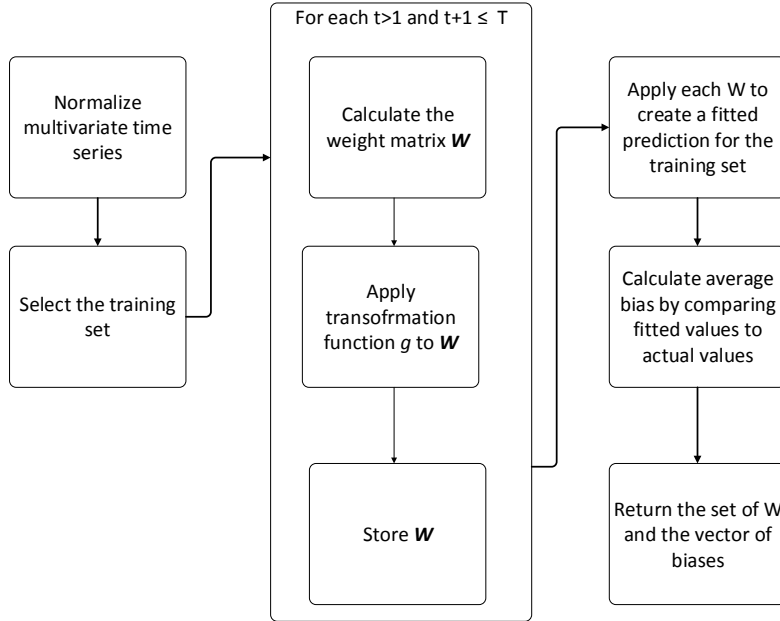 Normalize
multivariate time
series
Select the training
set
For each t>1 and t+1 ≤ T
Calculate the
weight matrix W
Apply
transofrmation
function g to W
Store W
Apply each W to
create a fitted
prediction for the
training set
Calculate average
bias by comparing
fitted values to
actual values
Return the set of W
and the vector of
biases